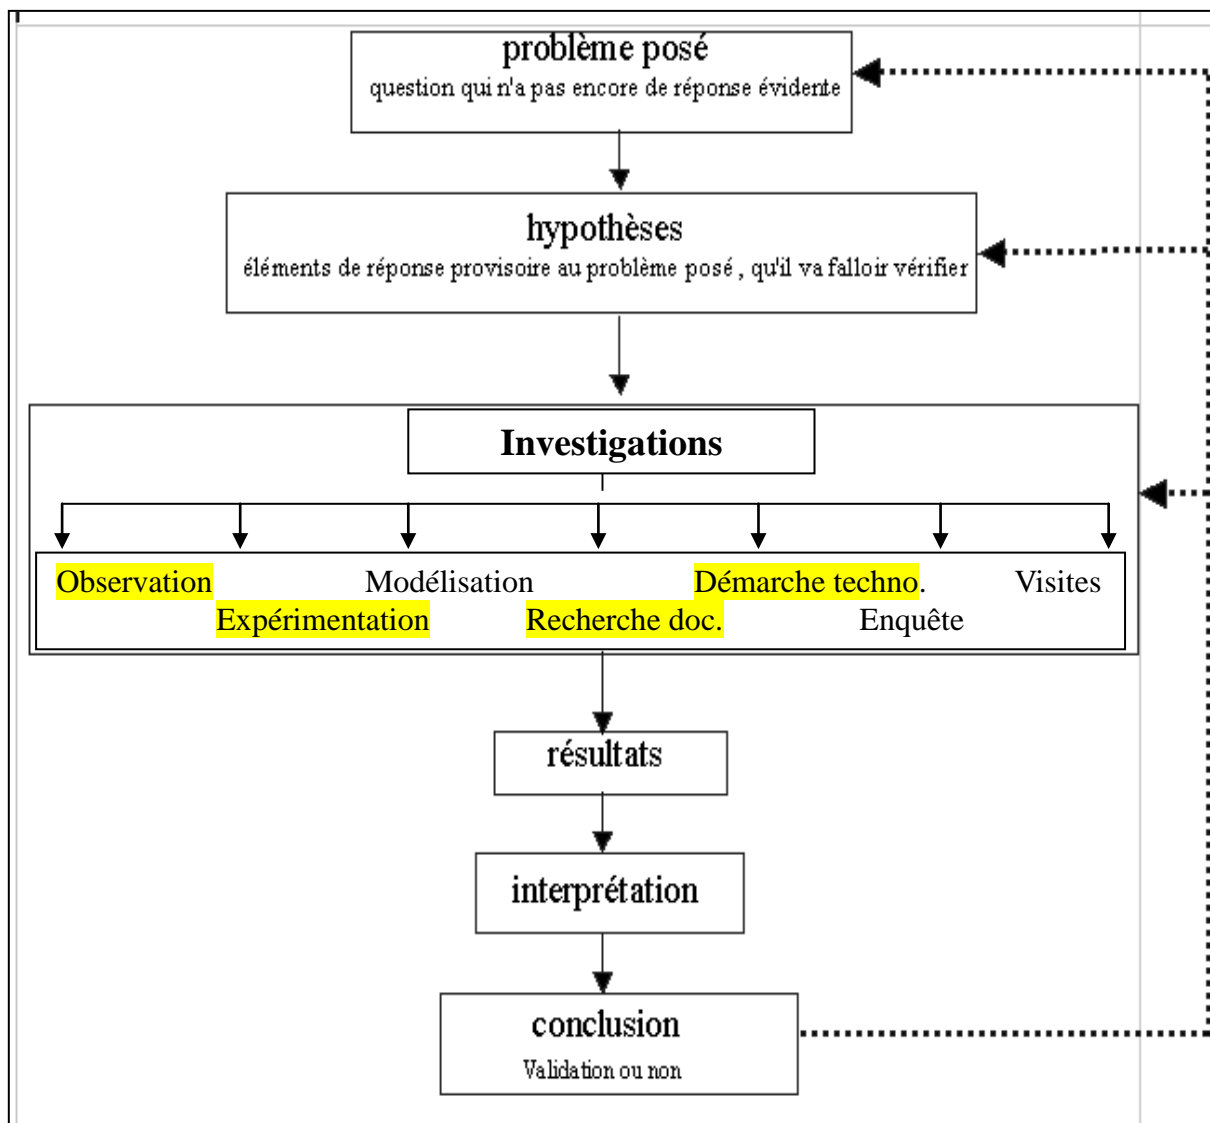 problème posé
question qui n'a pas encore de réponse évidente
hypothèses
éléments de réponse provisoire au problème posé , qu'il va falloir vérifier
Investigations
Observation Modélisation Démarche techno. Visites
Expérimentation Recherche doc. Enquête
résultats
interprétation
conclusion
Validation ou non